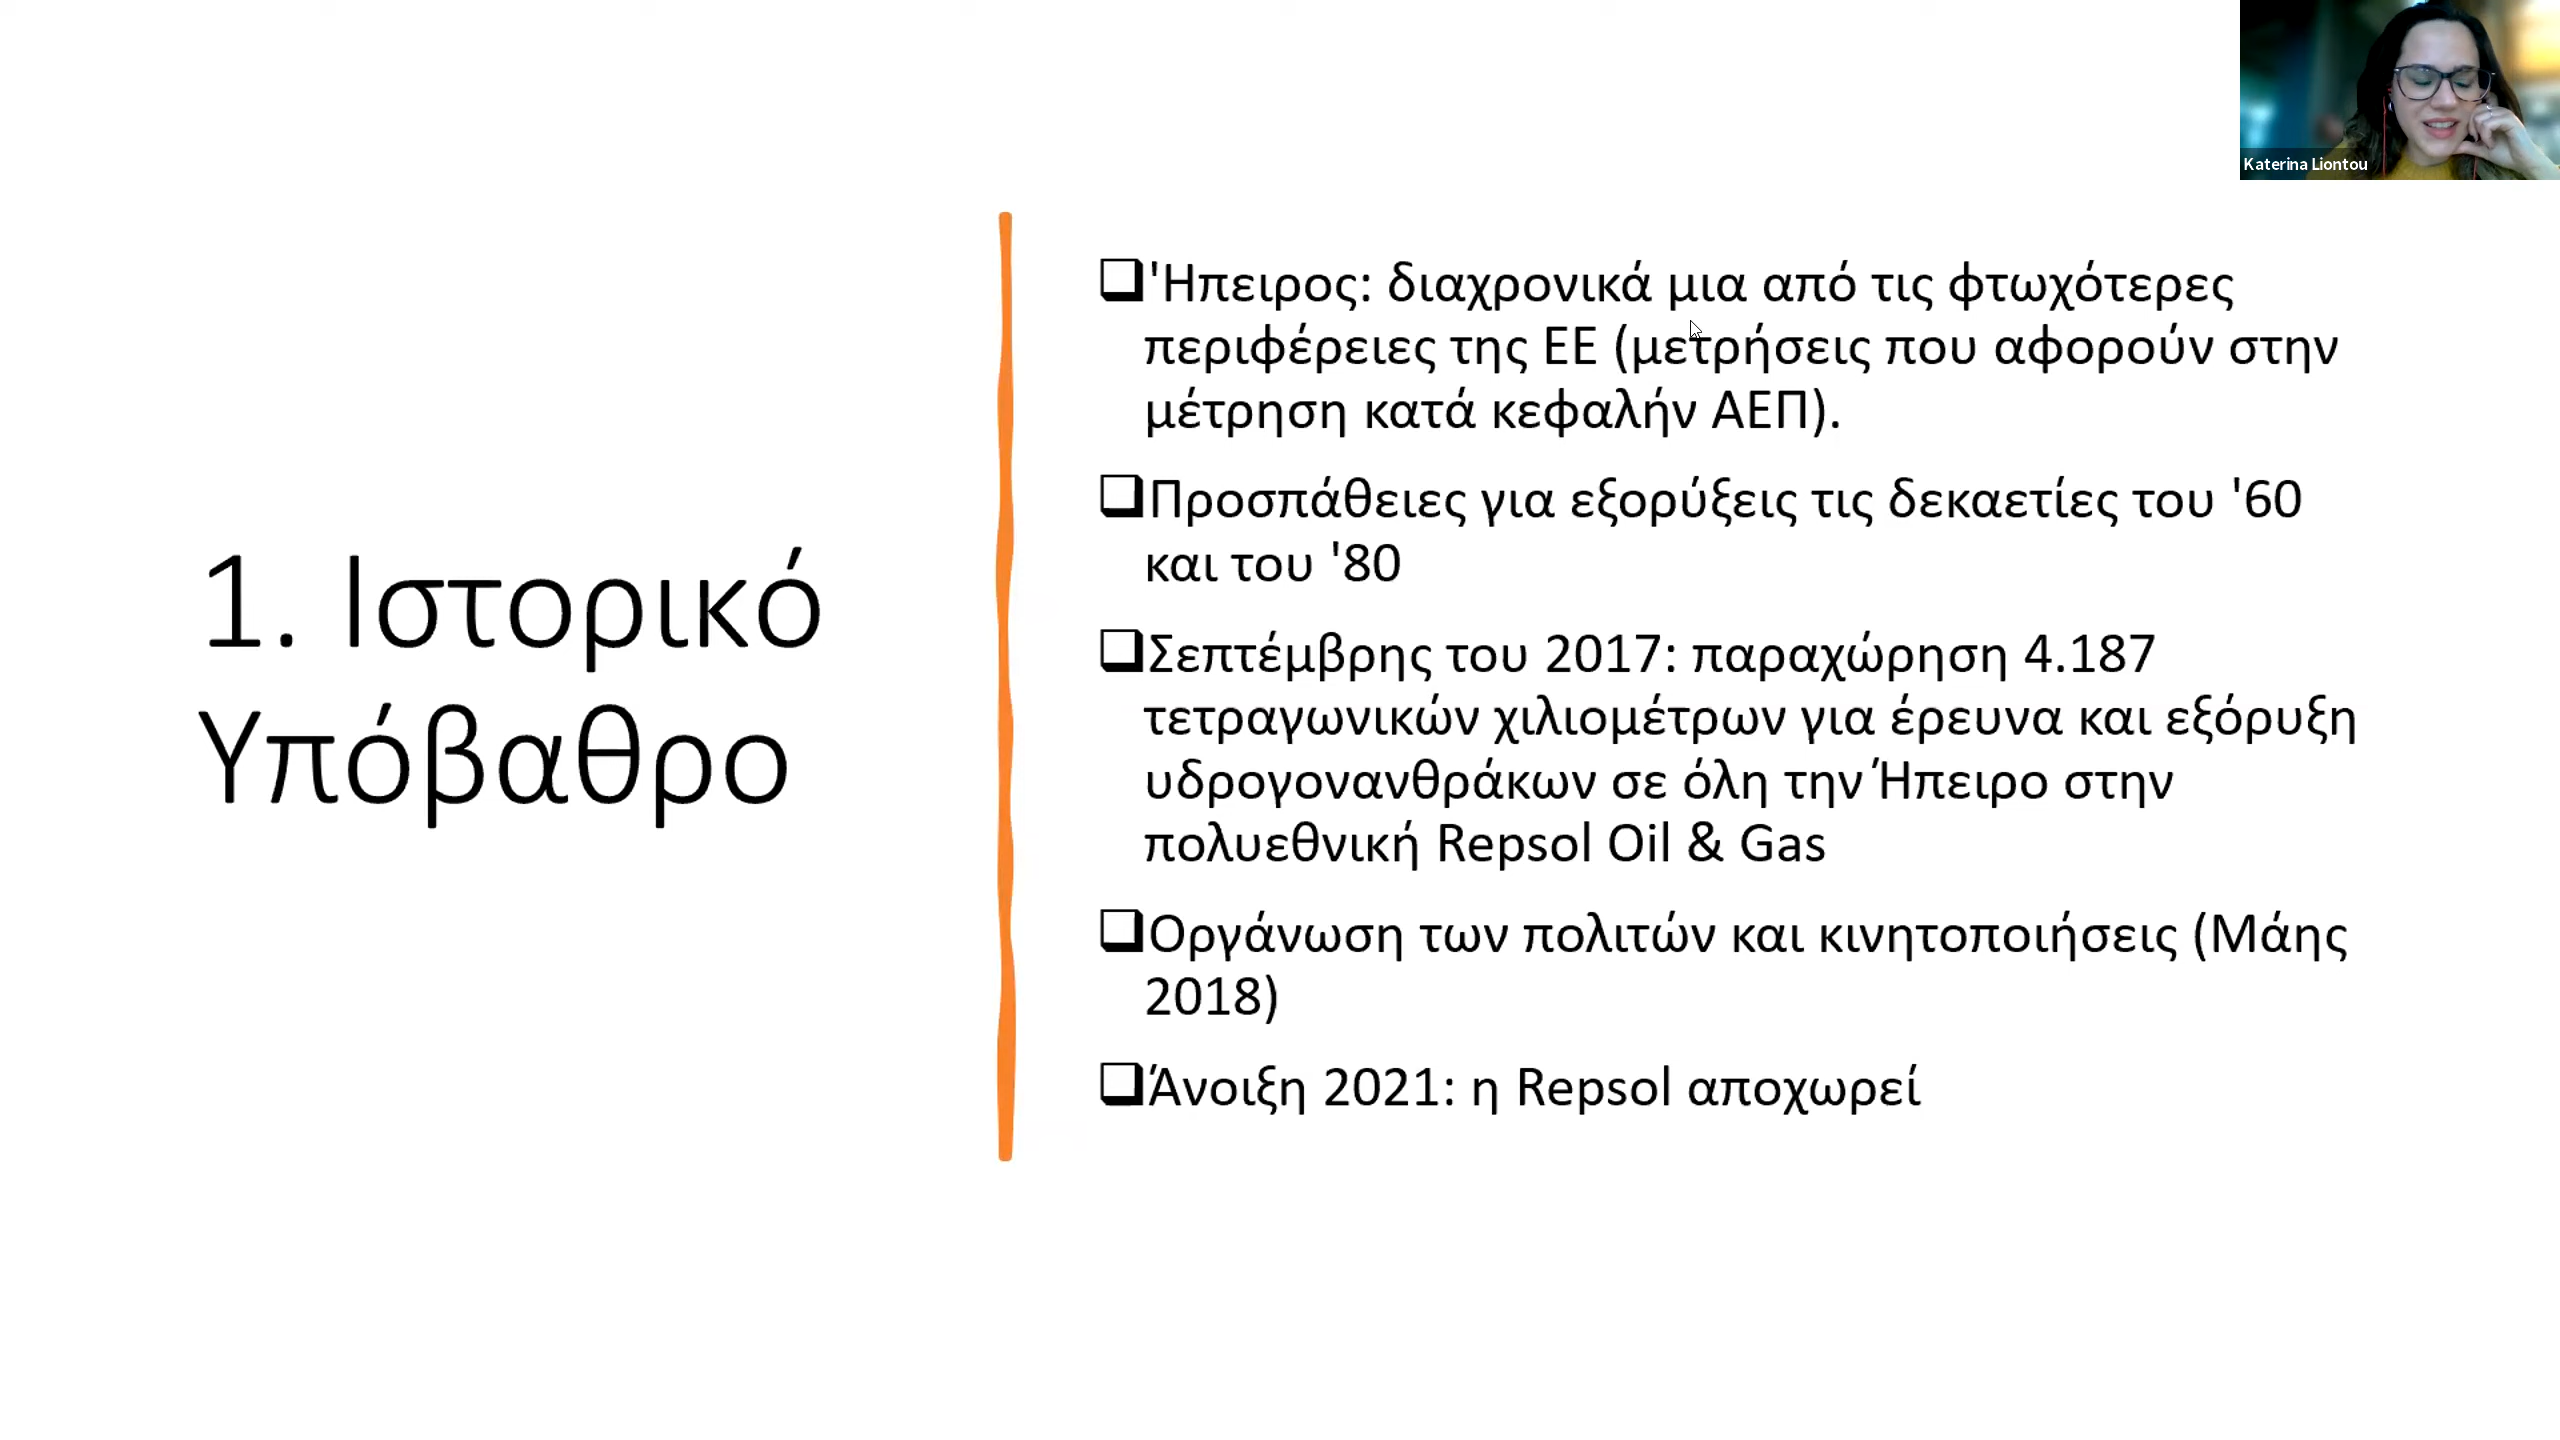 Katerina Liontou
1. Ιστορικό
Υπόβαθρο
'Ηπειρος: διαχρονικά μια από τις φτωχότερες
περιφέρειες της ΕΕ (μετρήσεις που αφορούν στην
μέτρηση κατά κεφαλήν ΑΕΠ).
Προσπάθειες για εξορύξεις τις δεκαετίες του '60
και του '80
Σεπτέμβρης του 2017: παραχώρηση 4.187
τετραγωνικών χιλιομέτρων για έρευνα και εξόρυξη
υδρογονανθράκων σε όλη την Ήπειρο στην
πολυεθνική Repsol Oil & Gas
Οργάνωση των πολιτών και κινητοποιήσεις (Μάης
2018)
Άνοιξη 2021: η Repsol αποχωρεί